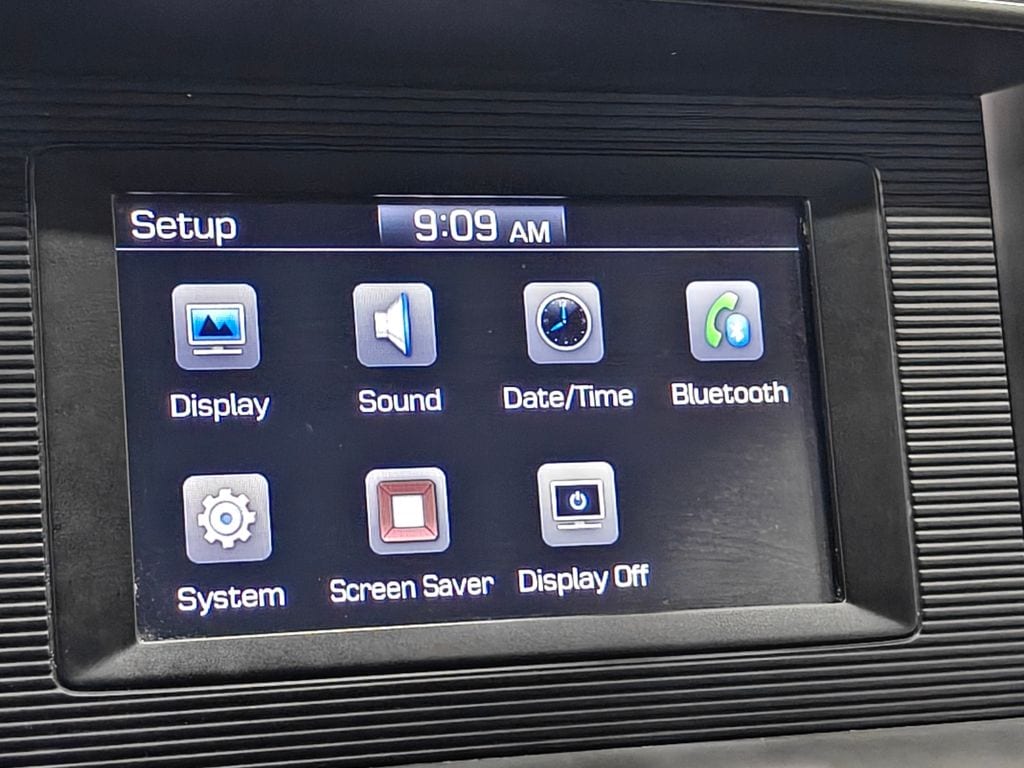 Setup 9:09 AM
Display Sound Date/Time Bluetooth
System Screen Saver Display Off